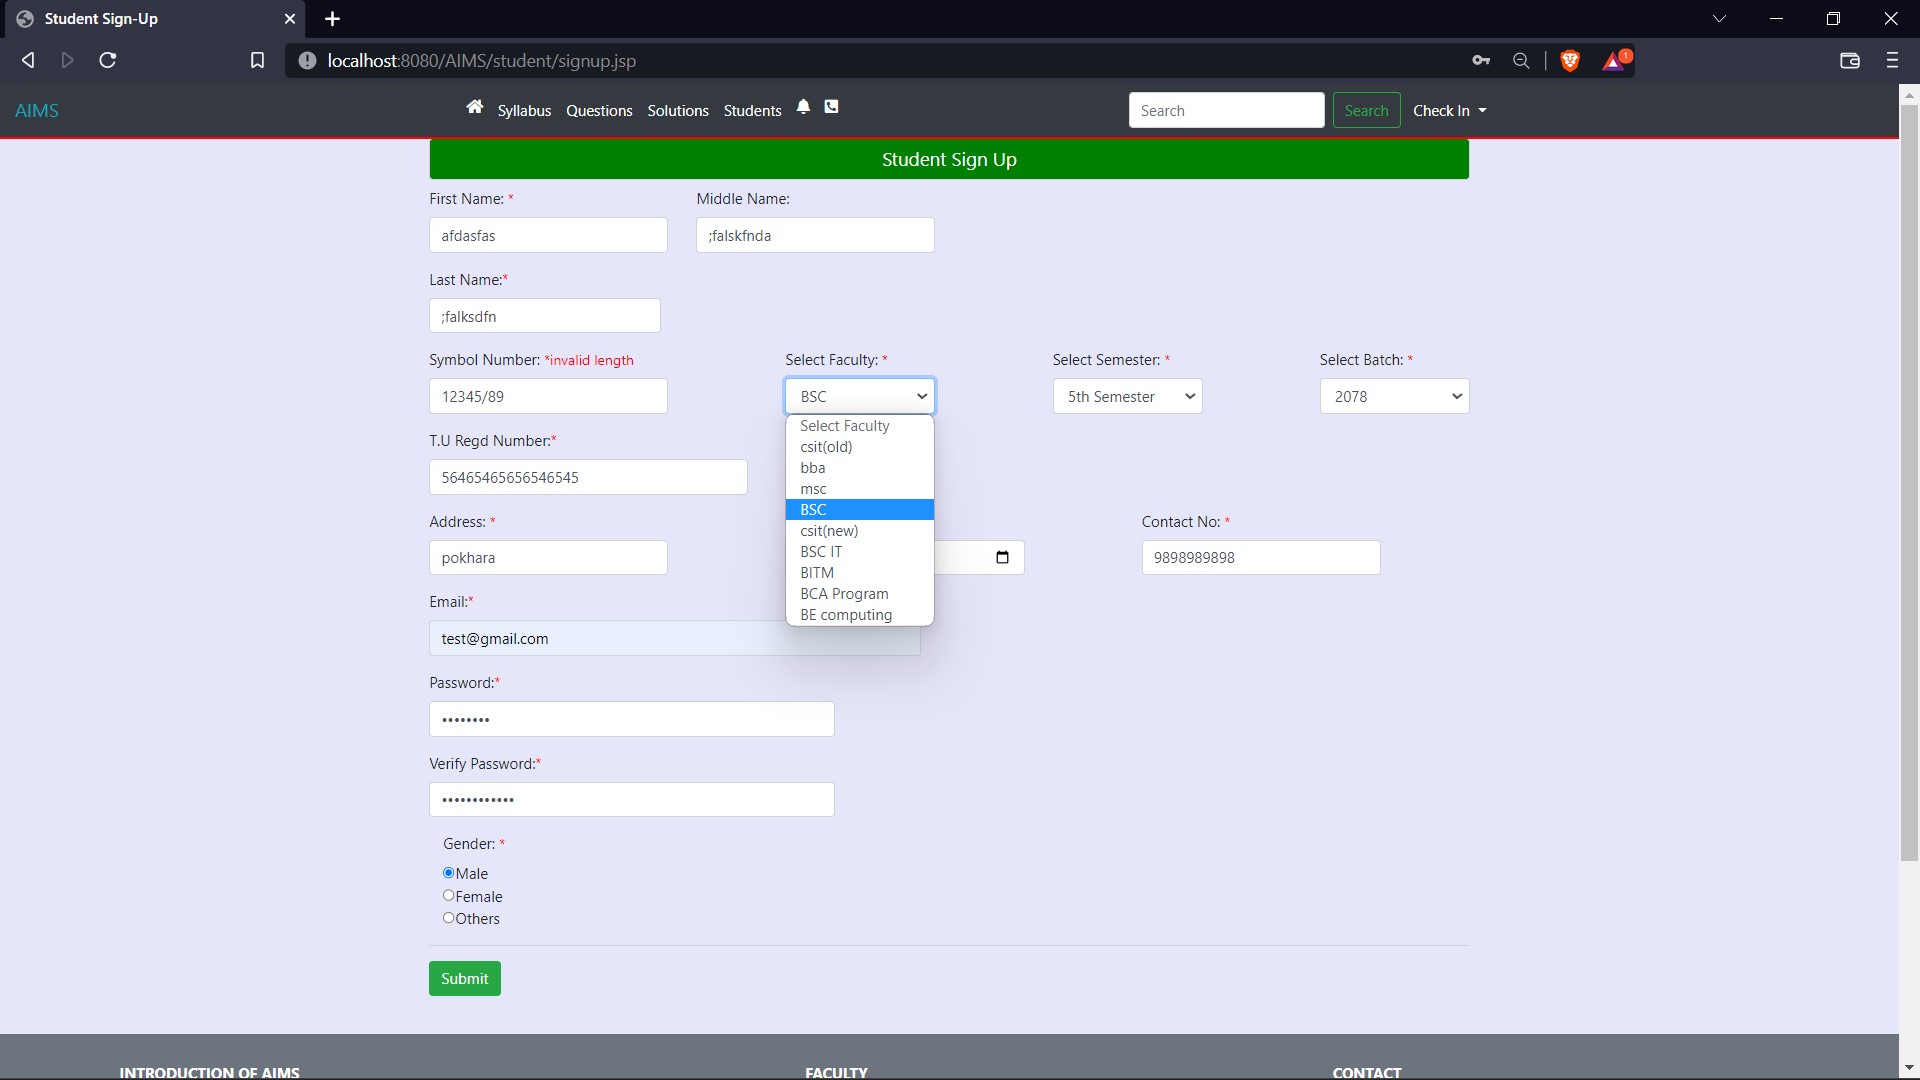 Student Sign-Up
localhost:8080/AIMS/student/signup.jsp
1
AIMS
Syllabus Questions Solutions Students
Search
Search
Check In
Student Sign Up
First Name: *
Middle Name:
afdasfas
;falskfnda
Last Name:*
;falksdfn
Symbol Number: *invalid length
Select Faculty: *
Select Semester: *
Select Batch: *
12345/89
BSC
5th Semester
2078
Select Faculty
csit(old)
bba
msc
BSC
csit(new)
BSC IT
BITM
BCA Program
BE computing
T.U Regd Number:*
56465465656546545
Address: *
Contact No: *
pokhara
9898989898
Email:*
test@gmail.com
Password:*
••••••••
Verify Password:*
••••••••••••
Gender: *
Male
Female
Others
Submit
INTRODUCTION OF AIMS
FACULTY
CONTACT